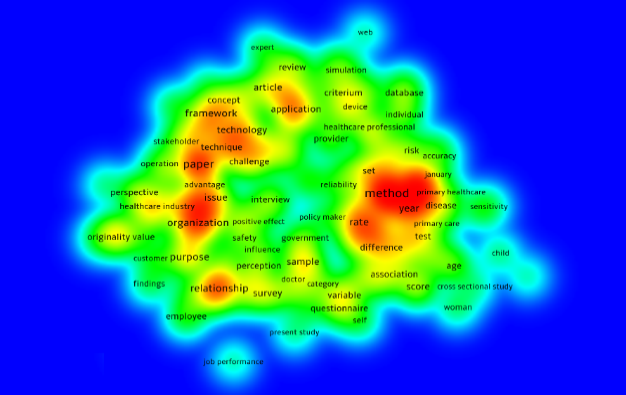 web
expert
review
simulation
article
criterium
database
concept
application
device
framework
individual
technology
healthcare professional
provider
stakeholder
technique
risk
accuracy
operation
paper
challenge
set
january
advantage
reliability
perspective
method
primary healthcare
issue
interview
healthcare industry
year
disease
sensitivity
organization
positive effect
policy maker
rate
primary care
originality value
safety
government
test
influence
difference
child
customer
purpose
sample
perception
age
association
doctor
findings
relationship
category
score
cross sectional study
survey
variable
questionnaire
woman
employee
self
present study
job performance